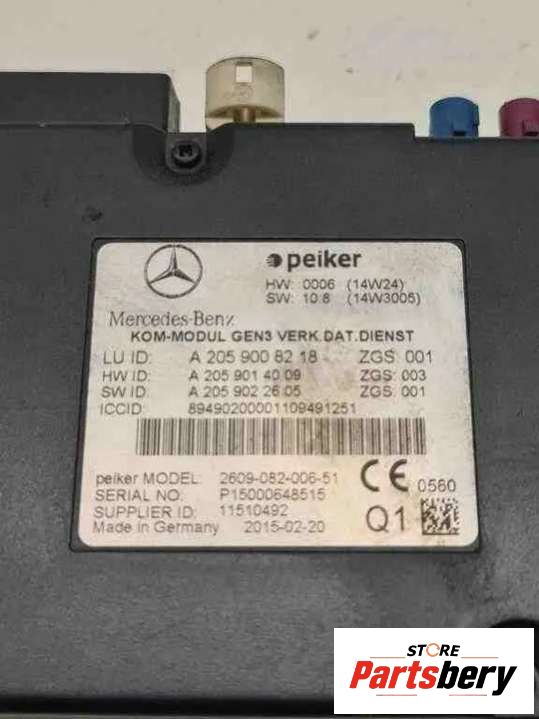 peiker
HW: 0006 (14W24)
SW: 10.8 (14W3005)
Mercedes-Benz
KOM-MODUL GEN3 VERK.DAT.DIENST
LU ID: A 205 900 8218 ZGS: 001
HW ID: A 205 901 40 09 ZGS: 003
SW ID: A 205 902 26 05 ZGS: 001
ICCID: 89490200001109491251
peiker MODEL: 2609-082-006-51
SERIAL NO.: P15000648515
SUPPLIER ID: 11510492
Made in Germany 2015-02-20
CE 0560
Q1
STORE
Partsbery